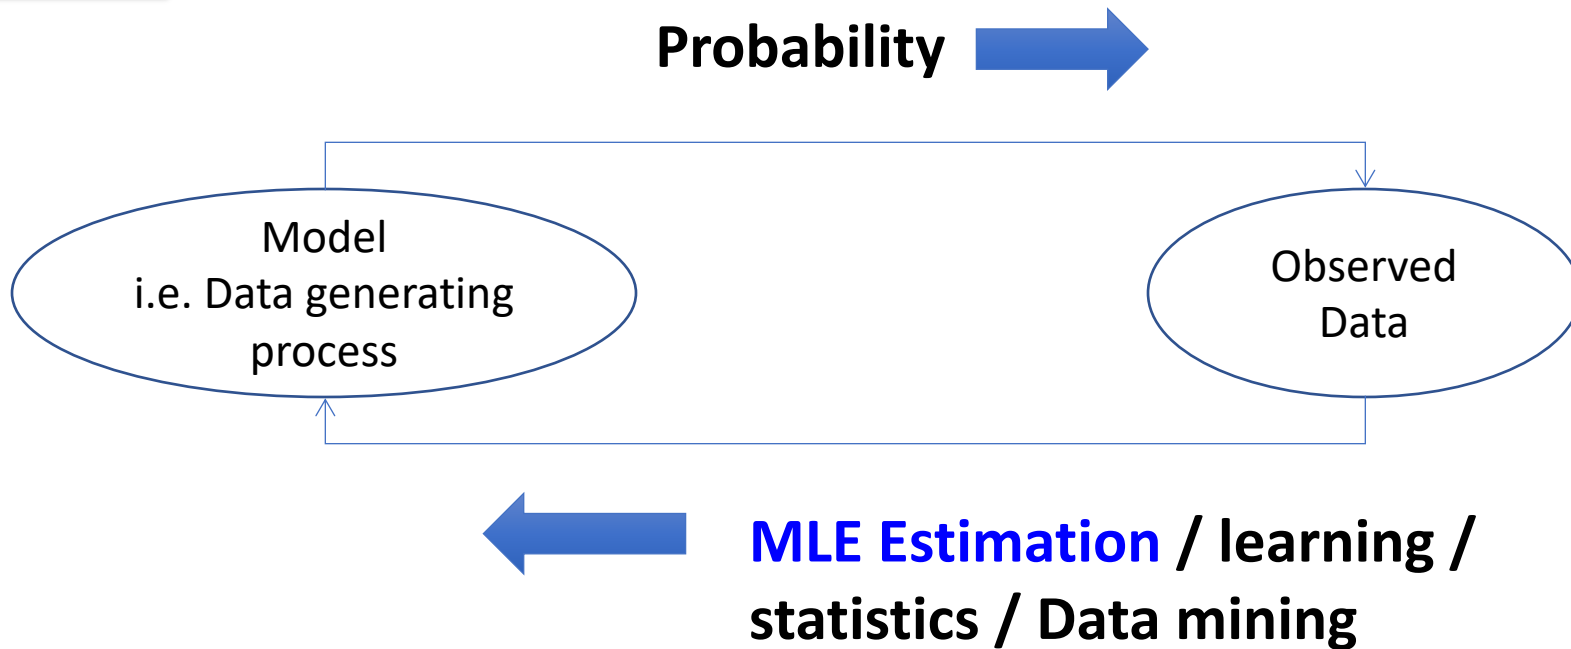 Probability
Model
i.e. Data generating
process
Observed
Data
MLE Estimation / learning /
statistics / Data mining